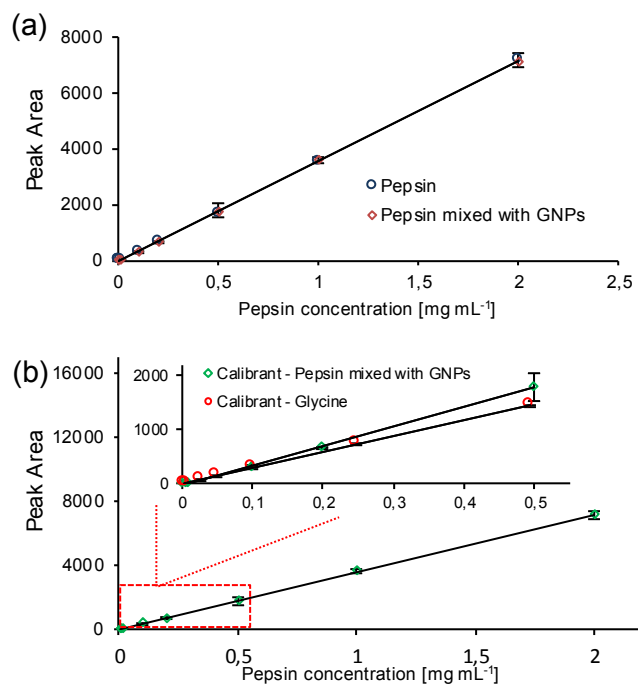 (a)
8000
6000
4000
2000
0
Peak Area
Pepsin
Pepsin mixed with GNPs
0 0,5 1 1,5 2 2,5
Pepsin concentration [mg mL⁻¹]
(b)
16000
12000
8000
4000
0
Peak Area
2000
1000
0
Calibrant - Pepsin mixed with GNPs
Calibrant - Glycine
0 0,1 0,2 0,3 0,4 0,5
0 0,5 1 1,5 2
Pepsin concentration [mg mL⁻¹]